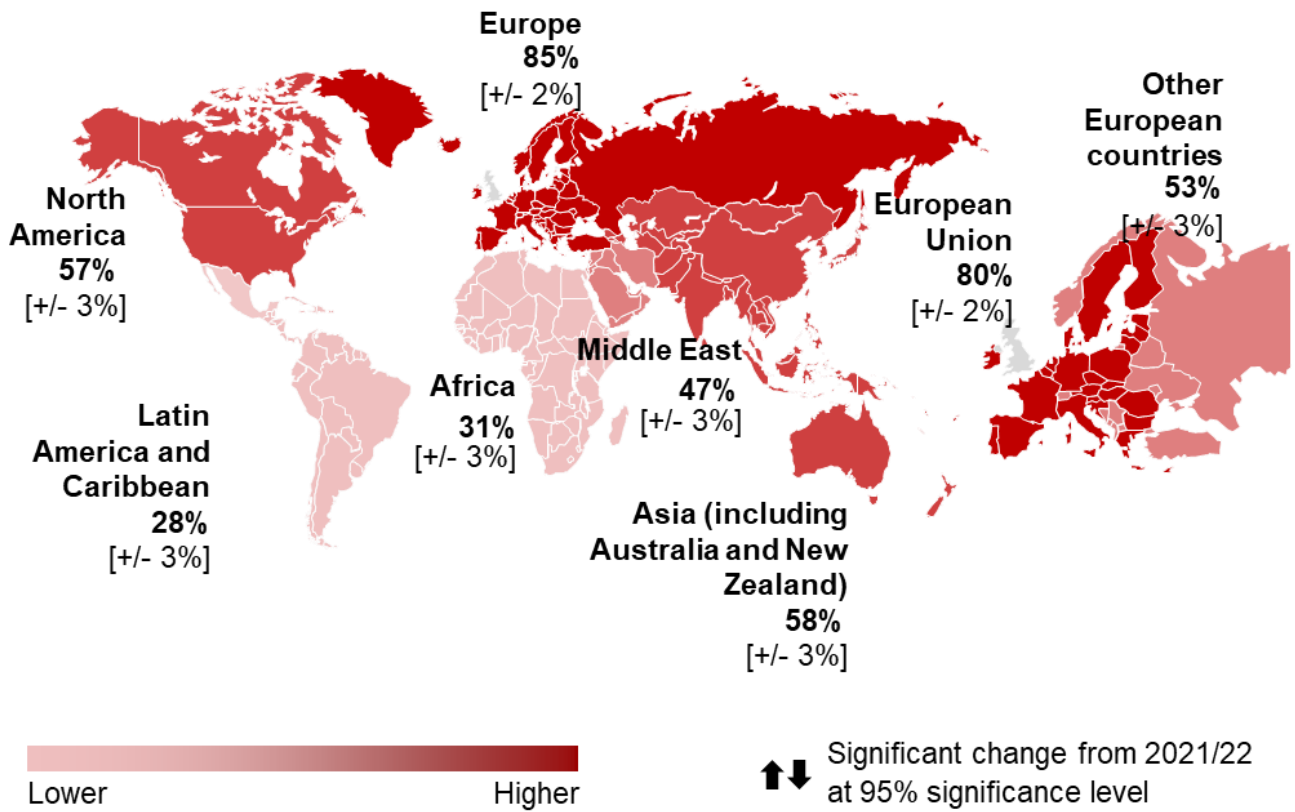 Europe
85%
[+/- 2%]
Other
European
countries
53%
[+/- 3%]
North
America
57%
[+/- 3%]
European
Union
80%
[+/- 2%]
Middle East
47%
[+/- 3%]
Africa
31%
[+/- 3%]
Latin
America and
Caribbean
28%
[+/- 3%]
Asia (including
Australia and New
Zealand)
58%
[+/- 3%]
Lower
Higher
Significant change from 2021/22
at 95% significance level